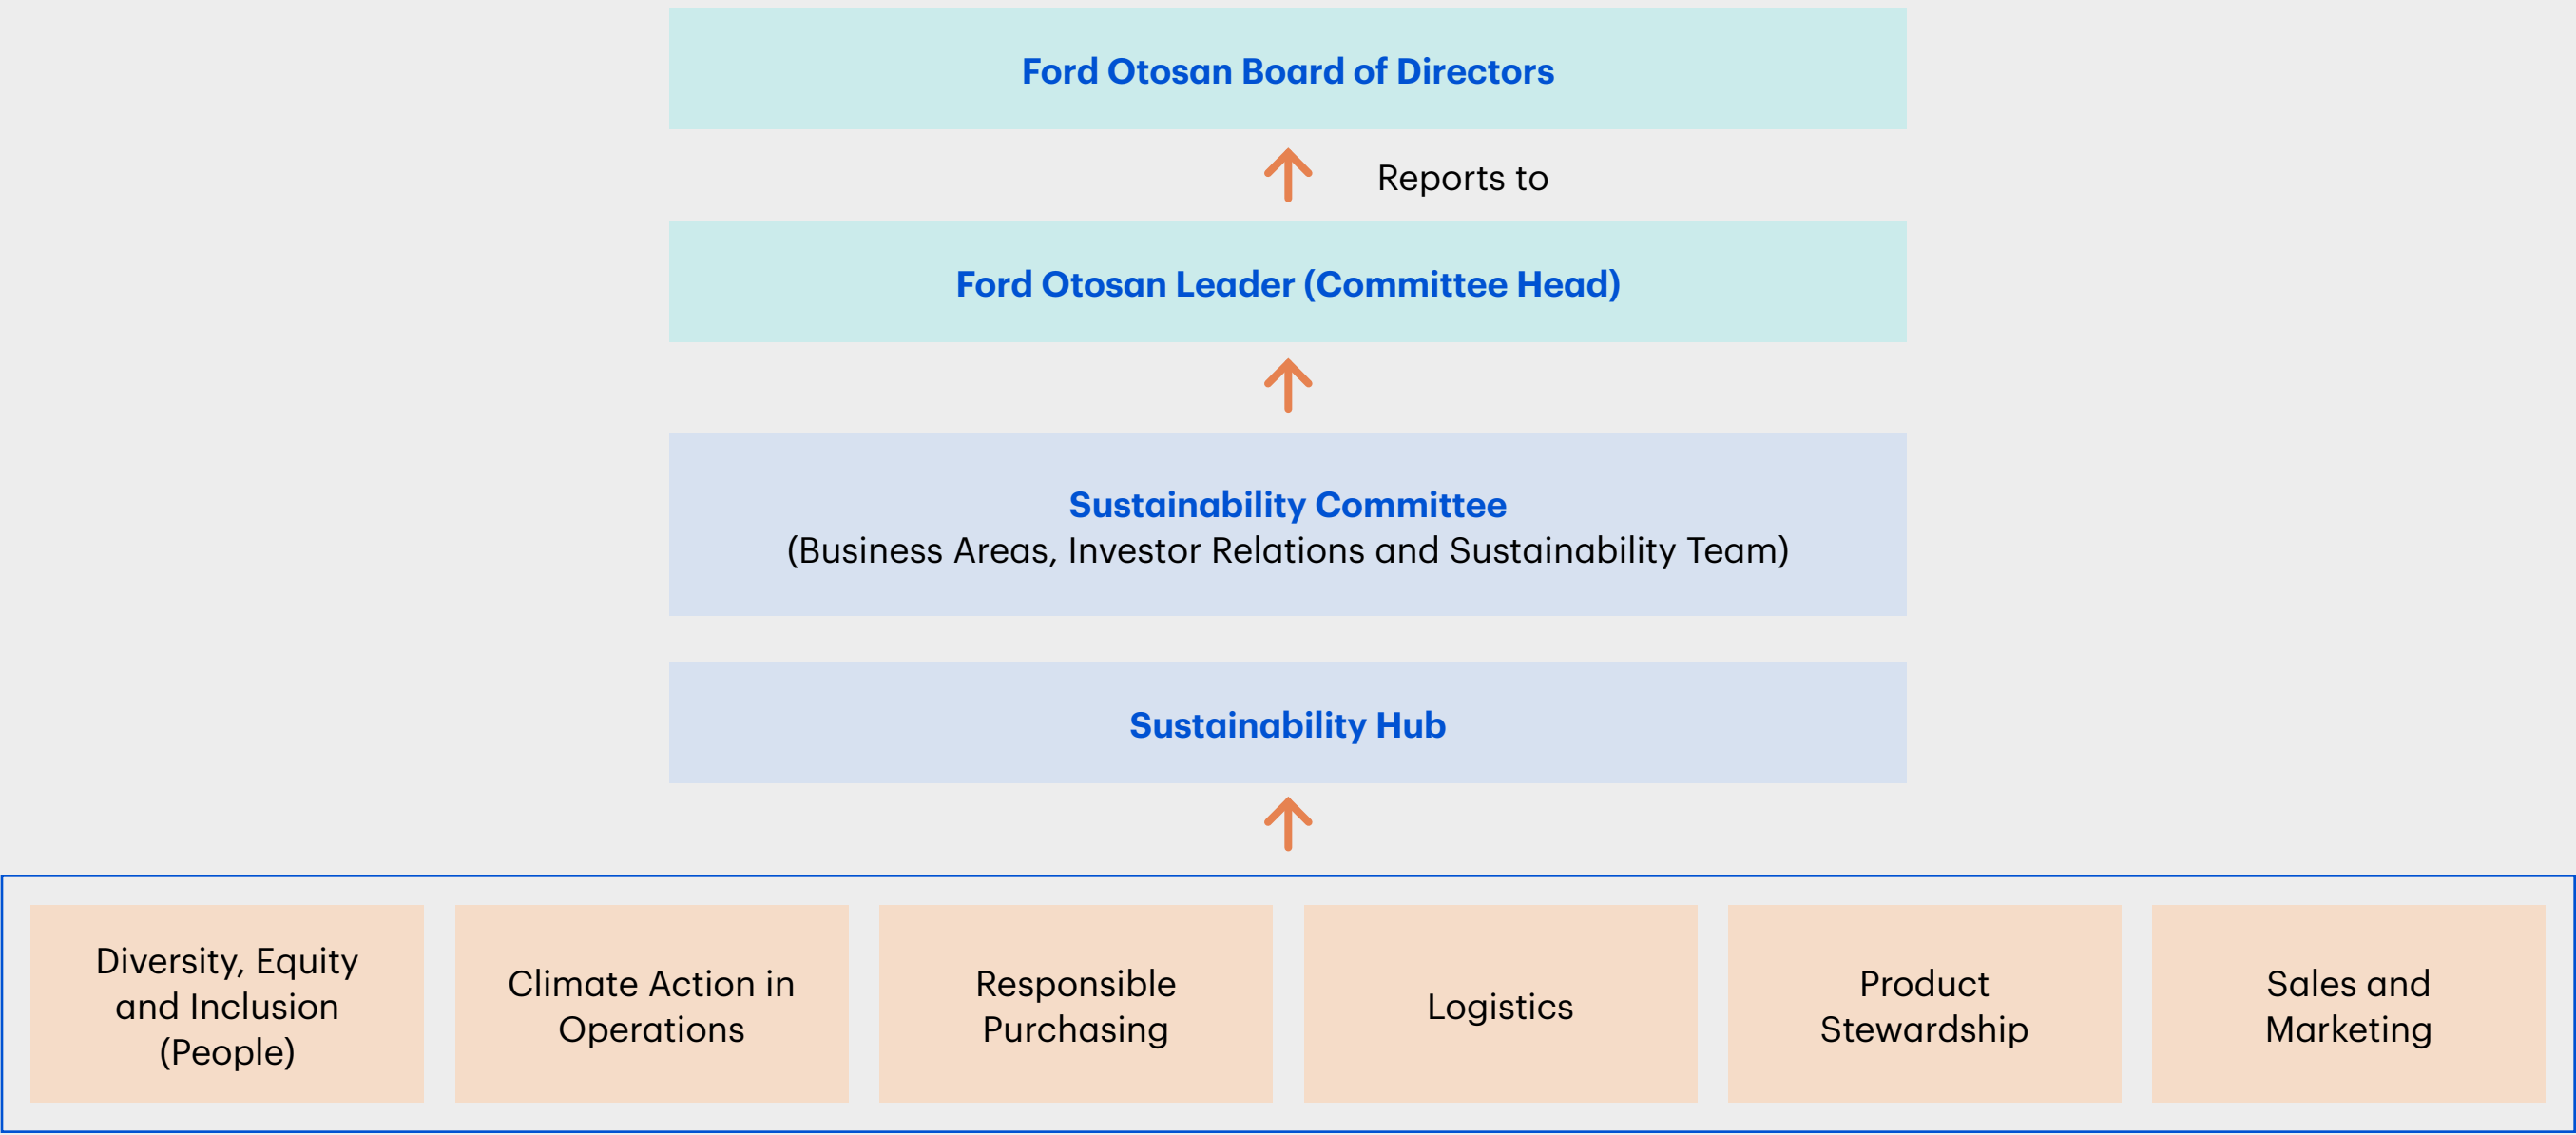 Ford Otosan Board of Directors
Reports to
Ford Otosan Leader (Committee Head)
Sustainability Committee
(Business Areas, Investor Relations and Sustainability Team)
Sustainability Hub
Diversity, Equity
and Inclusion
(People)
Climate Action in
Operations
Responsible
Purchasing
Logistics
Product
Stewardship
Sales and
Marketing